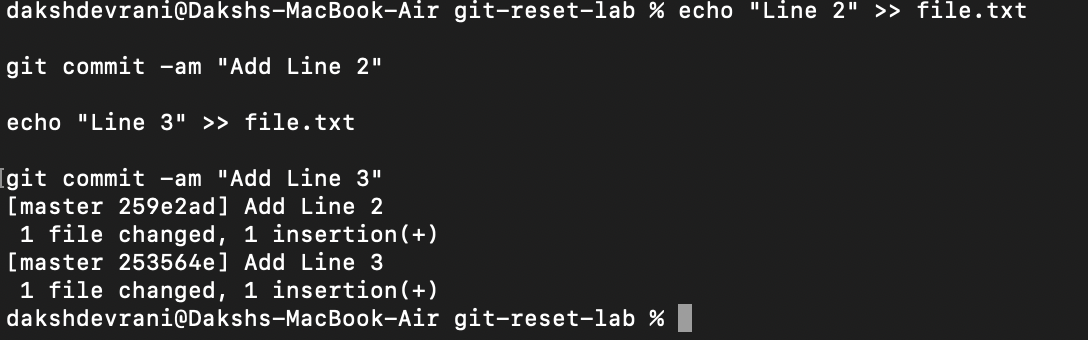 dakshdevrani@Dakshs-MacBook-Air git-reset-lab % echo "Line 2" >> file.txt
git commit -am "Add Line 2"
echo "Line 3" >> file.txt
git commit -am "Add Line 3"
[master 259e2ad] Add Line 2
 1 file changed, 1 insertion(+)
[master 253564e] Add Line 3
 1 file changed, 1 insertion(+)
dakshdevrani@Dakshs-MacBook-Air git-reset-lab %